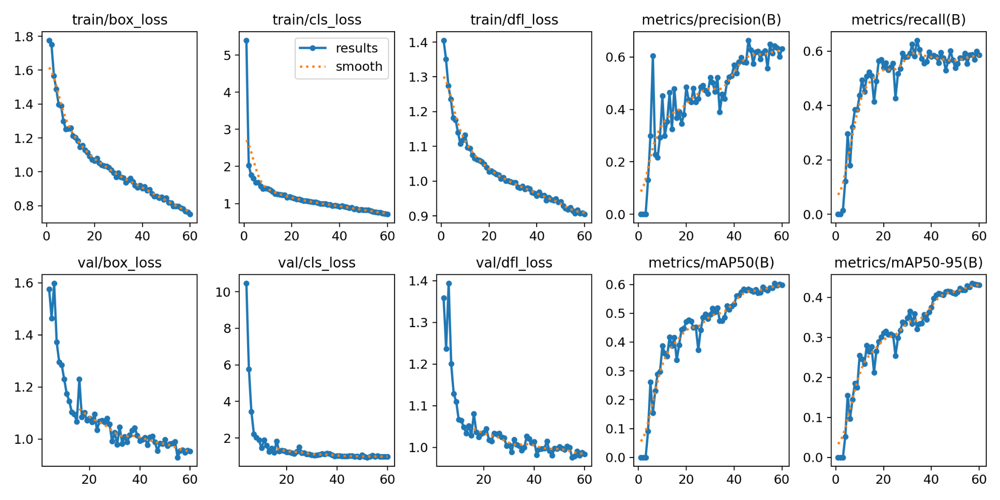 train/box_loss
1.8
1.6
1.4
1.2
1.0
0.8
0 20 40 60
train/cls_loss
results
smooth
5
4
3
2
1
0 20 40 60
train/dfl_loss
1.4
1.3
1.2
1.1
1.0
0.9
0 20 40 60
metrics/precision(B)
0.6
0.4
0.2
0.0
0 20 40 60
metrics/recall(B)
0.6
0.4
0.2
0.0
0 20 40 60
val/box_loss
1.6
1.4
1.2
1.0
20 40 60
val/cls_loss
10
8
6
4
2
20 40 60
val/dfl_loss
1.4
1.3
1.2
1.1
1.0
20 40 60
metrics/mAP50(B)
0.6
0.5
0.4
0.3
0.2
0.1
0.0
0 20 40 60
metrics/mAP50-95(B)
0.4
0.3
0.2
0.1
0.0
0 20 40 60